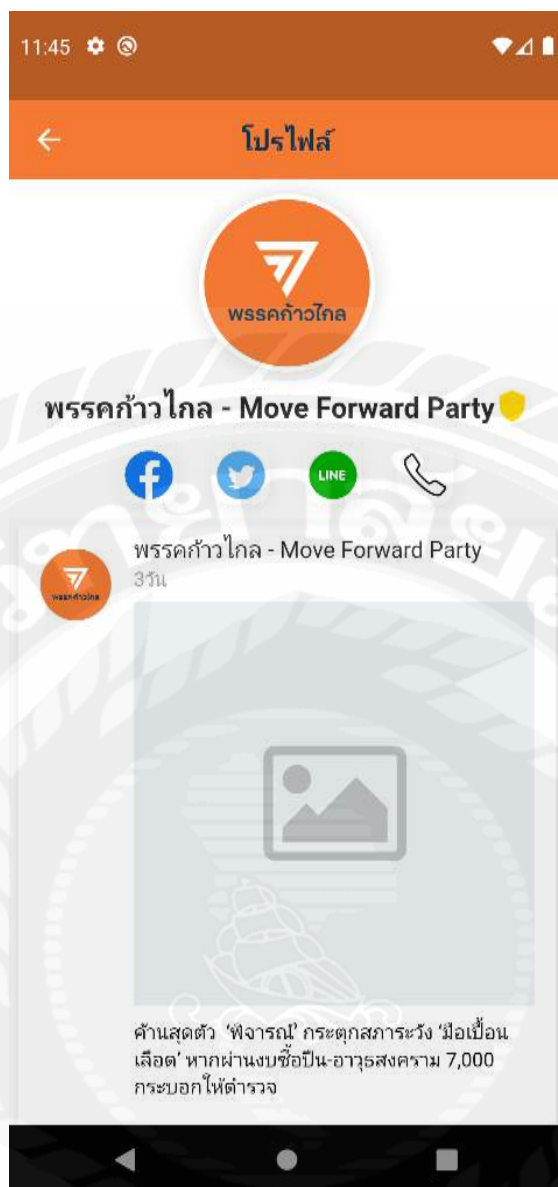 11:45
โปรไฟล์
พรรคก้าวไกล
พรรคก้าวไกล - Move Forward Party
LINE
พรรคก้าวไกล - Move Forward Party
พรรคก้าวไกล
3วัน
ค้านสุดตัว ‘พิจารณ์’ กระตุกสภาระวัง ‘มือเปื้อน
เลือด’ หากผ่านงบซื้อปืน-อาวุธสงคราม 7,000
กระบอกให้ตำรวจ